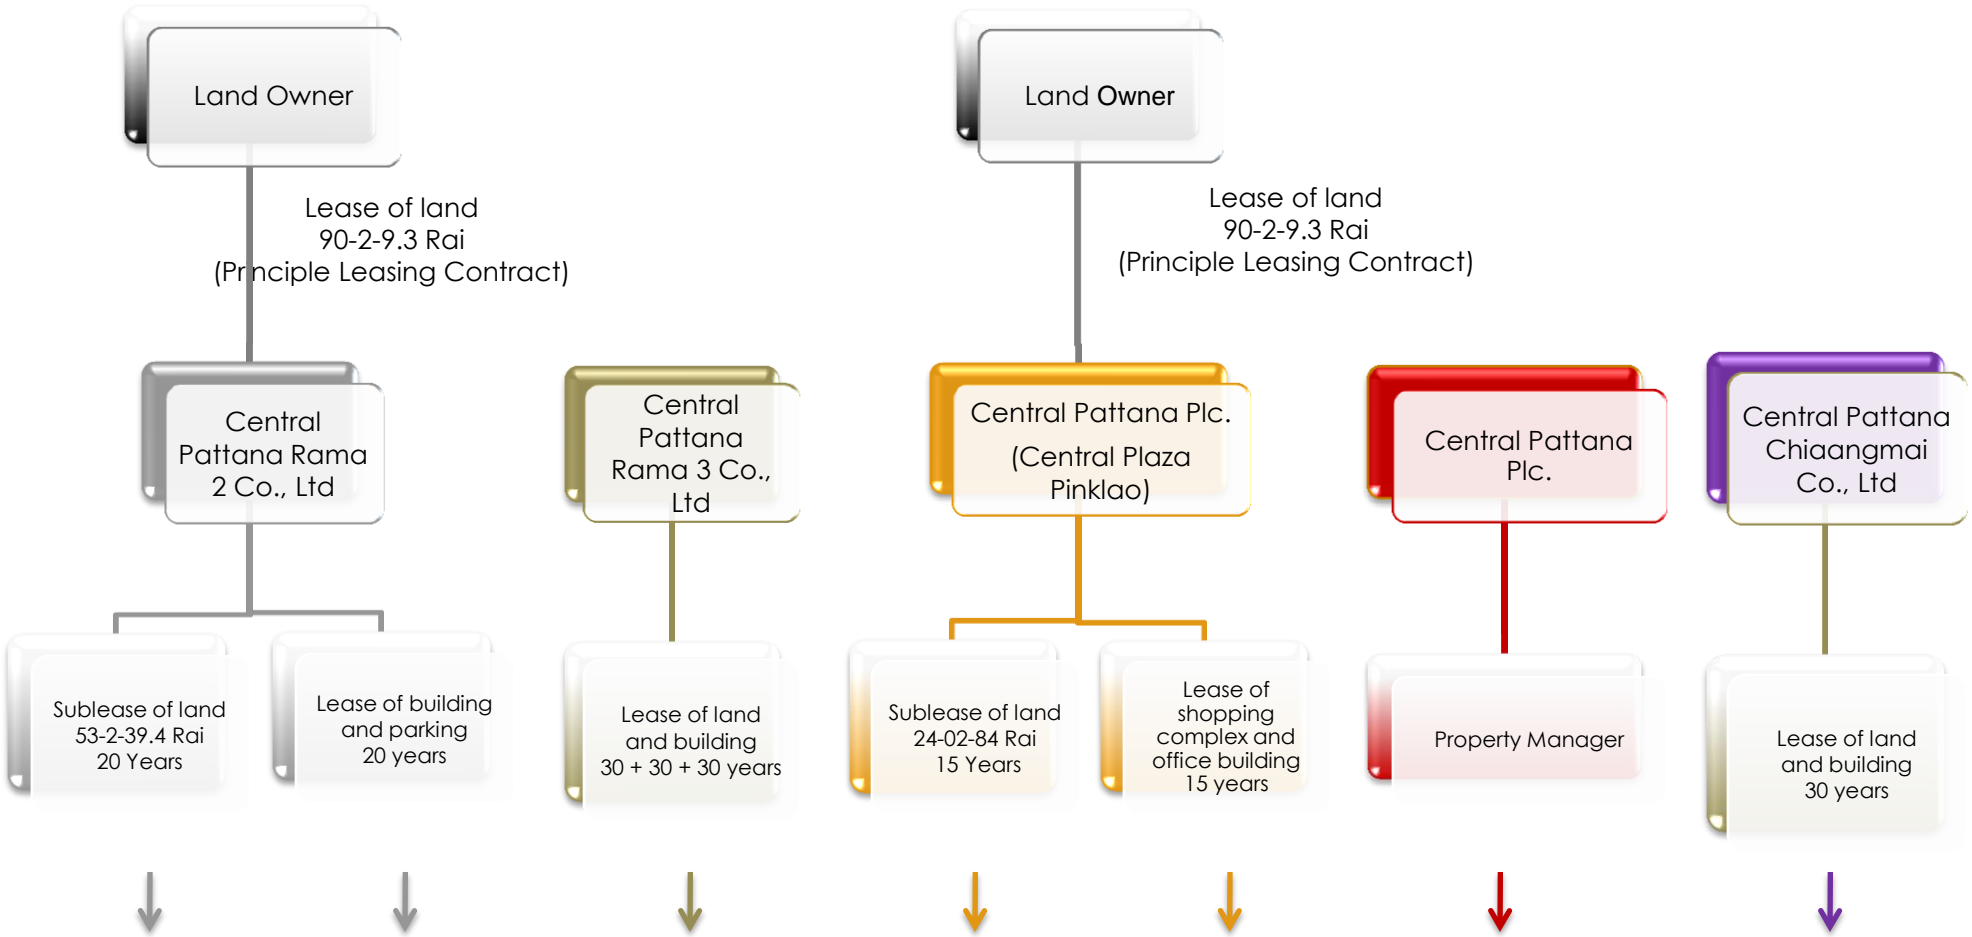 Land Owner
Land Owner
Lease of land
90-2-9.3 Rai
(Principle Leasing Contract)
Lease of land
90-2-9.3 Rai
(Principle Leasing Contract)
Central
Pattana Rama
2 Co., Ltd
Central
Pattana
Rama 3 Co.,
Ltd
Central Pattana Plc.
(Central Plaza
Pinklao)
Central Pattana
Plc.
Central Pattana
Chiaangmai
Co., Ltd
Sublease of land
53-2-39.4 Rai
20 Years
Lease of building
and parking
20 years
Lease of land
and building
30 + 30 + 30 years
Sublease of land
24-02-84 Rai
15 Years
Lease of
shopping
complex and
office building
15 years
Property Manager
Lease of land
and building
30 years